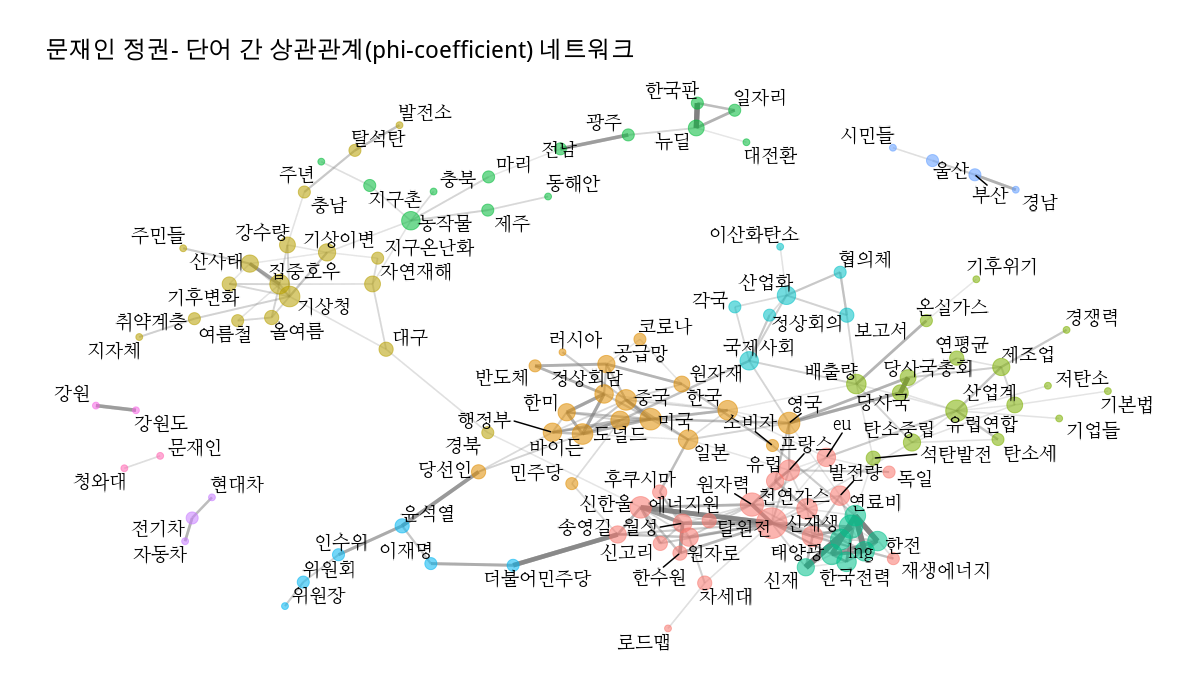 문재인 정권- 단어 간 상관관계(phi-coefficient) 네트워크
한국판
일자리
발전소
광주
탈석탄
전남
뉴딜
시민들
대전환
마리
주년
충북
동해안
울산
지구촌
부산
충남
경남
농작물
제주
강수량
기상이변
주민들
이산화탄소
지구온난화
협의체
산사태
집중호우
자연재해
기후위기
산업화
기후변화
기상청
각국
온실가스
취약계층
여름철
올여름
정상회의
보고서
경쟁력
러시아
코로나
대구
지자체
공급망
국제사회
연평균
제조업
반도체
정상회담
원자재
배출량
당사국총회
저탄소
강원
한미
중국
한국
영국
당사국
산업계
기본법
강원도
행정부
미국
소비자
eu
유럽연합
기업들
바이든
도널드
탄소중립
경북
프랑스
문재인
일본
석탄발전
탄소세
청와대
당선인
민주당
유럽
발전량
독일
후쿠시마
현대차
원자력
천연가스
신한울
에너지원
연료비
윤석열
전기차
송영길
월성
탈원전
신재생
자동차
인수위
이재명
신고리
원자로
태양광
lng
한전
위원회
더불어민주당
한수원
신재
한국전력
재생에너지
위원장
차세대
로드맵